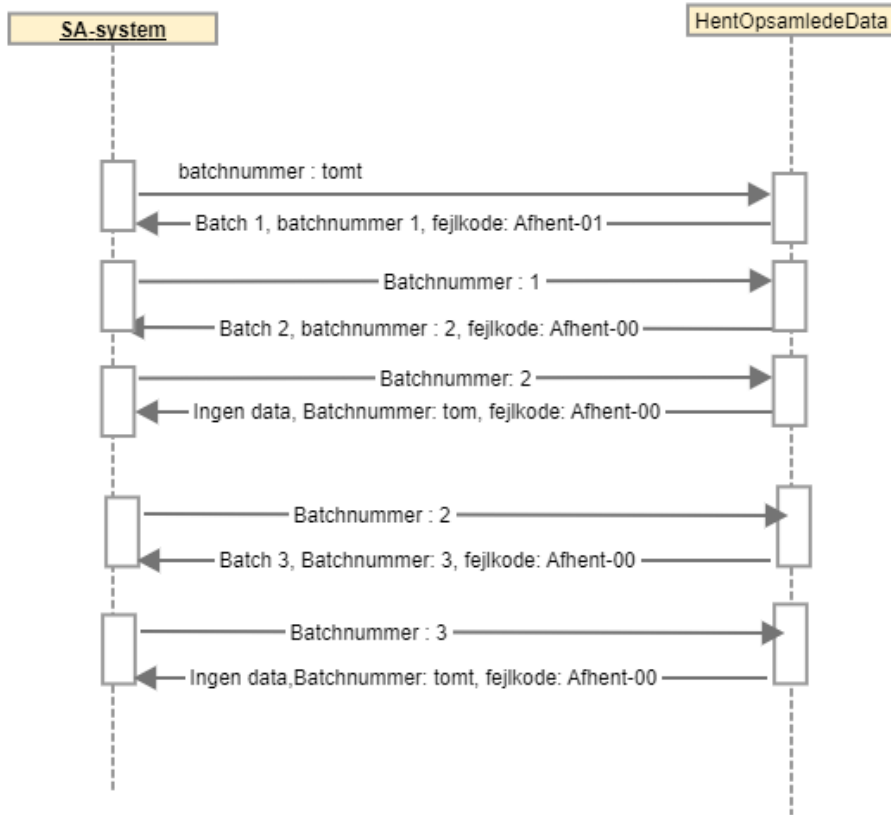 SA-system
HentOpsamledeData
batchnummer : tomt
Batch 1, batchnummer 1, fejlkode: Afhent-01
Batchnummer : 1
Batch 2, batchnummer : 2, fejlkode: Afhent-00
Batchnummer: 2
Ingen data, Batchnummer: tom, fejlkode: Afhent-00
Batchnummer : 2
Batch 3, Batchnummer: 3, fejlkode: Afhent-00
Batchnummer : 3
Ingen data,Batchnummer: tomt, fejlkode: Afhent-00